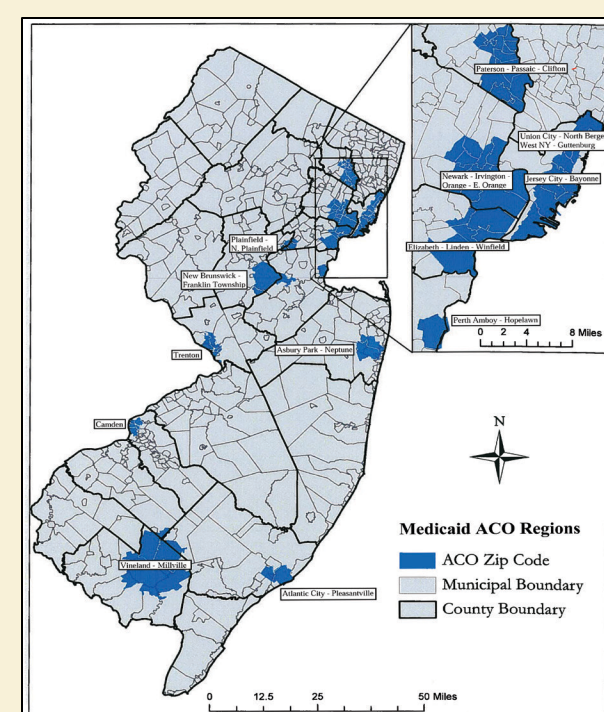 Paterson - Passaic - Clifton
Union City - North Berge
West NY - Guttenburg
Newark - Irvington -
Orange - E. Orange
Jersey City - Bayonne
Elizabeth - Linden - Winfield
Perth Amboy - Hopelawn
0 2 4 8 Miles
Plainfield -
N. Plainfield
New Brunswick -
Franklin Township
Trenton
Asbury Park - Neptune
Camden
N
Medicaid ACO Regions
ACO Zip Code
Municipal Boundary
County Boundary
Vineland - Millville
Atlantic City - Pleasantville
0 12.5 25 50 Miles